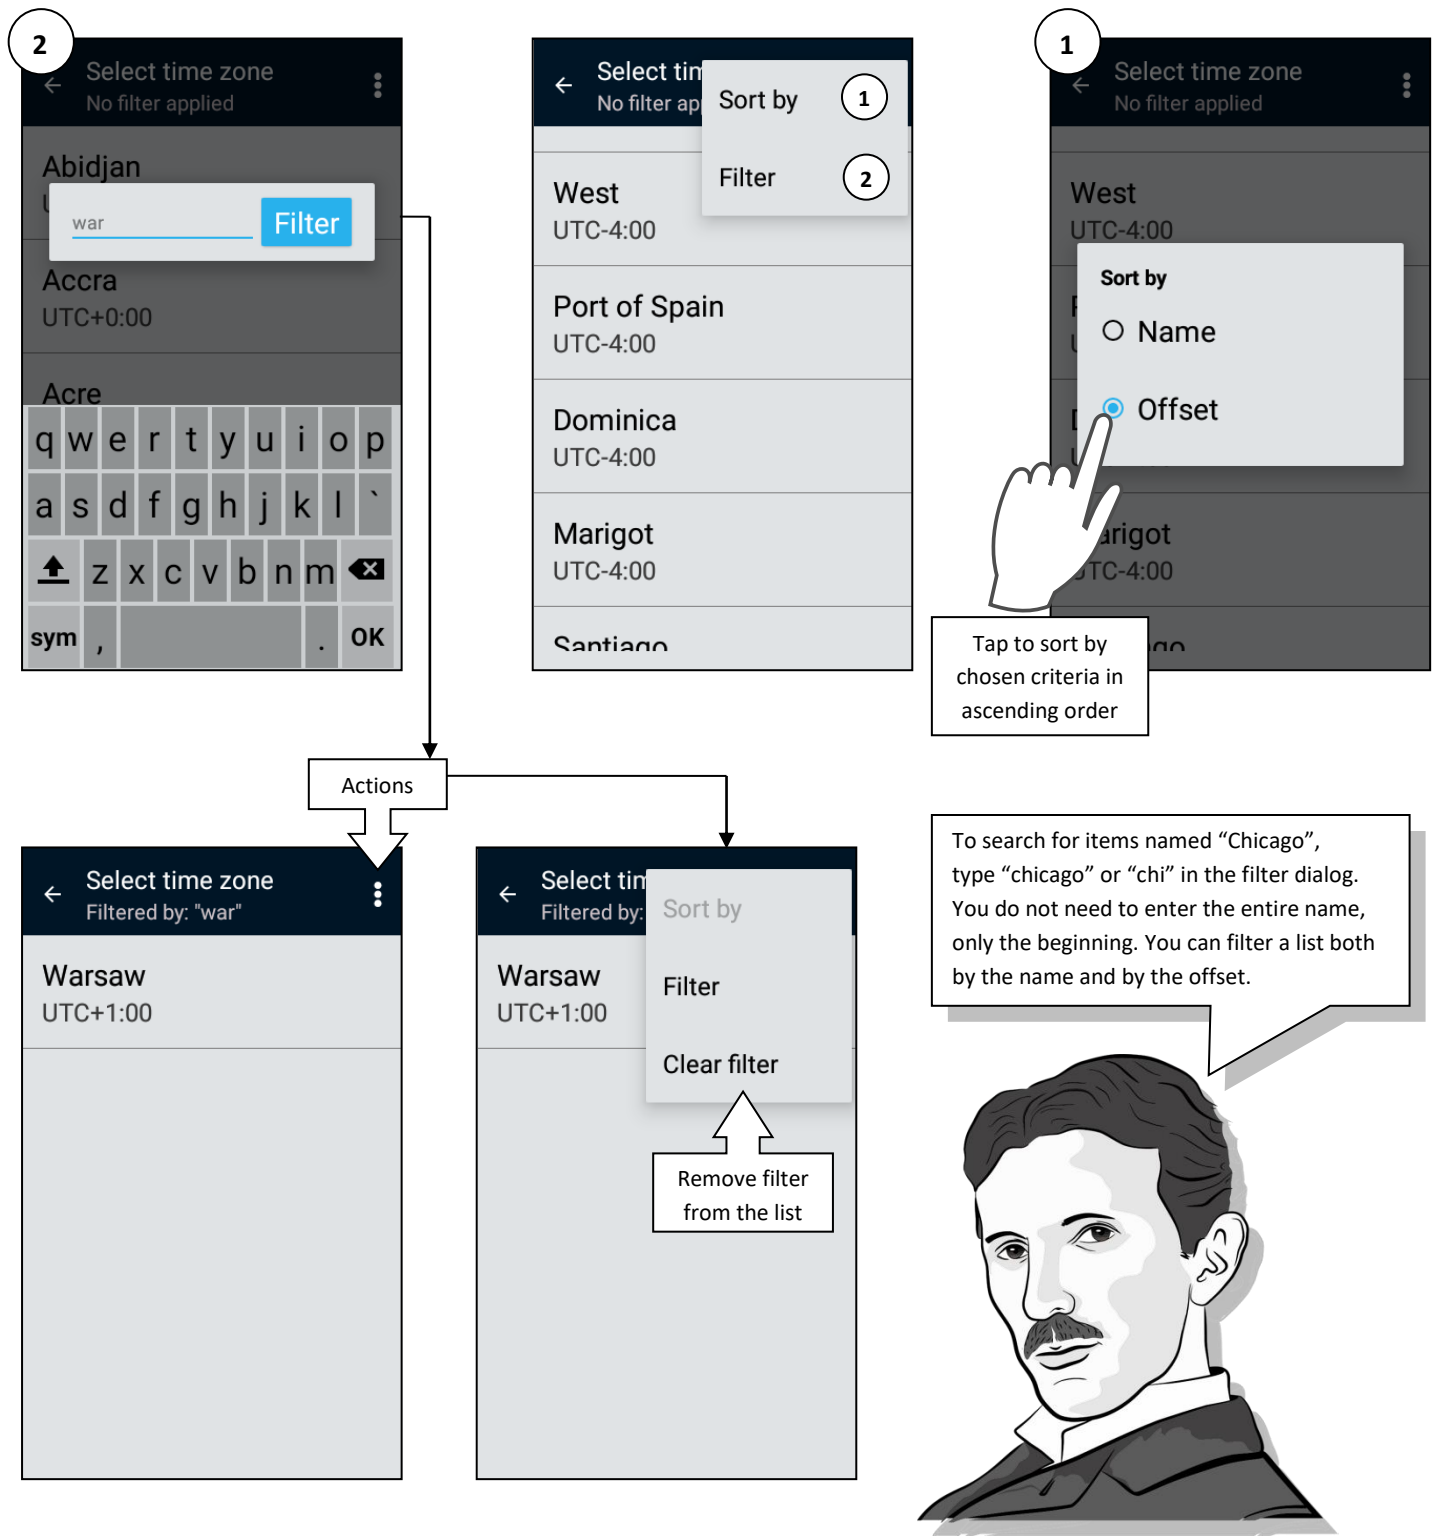 2
Select time zone
No filter applied
Abidjan
war
Filter
Accra
UTC+0:00
Acre
q w e r t y u i o p
a s d f g h j k l `
z x c v b n m
sym , . OK
Select tim
No filter ap
Sort by 1
Filter 2
West
UTC-4:00
Port of Spain
UTC-4:00
Dominica
UTC-4:00
Marigot
UTC-4:00
Santiago
1
Select time zone
No filter applied
West
UTC-4:00
Sort by
Name
Offset
arigot
TC-4:00
go
Tap to sort by
chosen criteria in
ascending order
Actions
Select time zone
Filtered by: "war"
Warsaw
UTC+1:00
Select tim
Filtered by:
Sort by
Filter
Clear filter
Warsaw
UTC+1:00
Remove filter
from the list
To search for items named “Chicago”,
type “chicago” or “chi” in the filter dialog.
You do not need to enter the entire name,
only the beginning. You can filter a list both
by the name and by the offset.